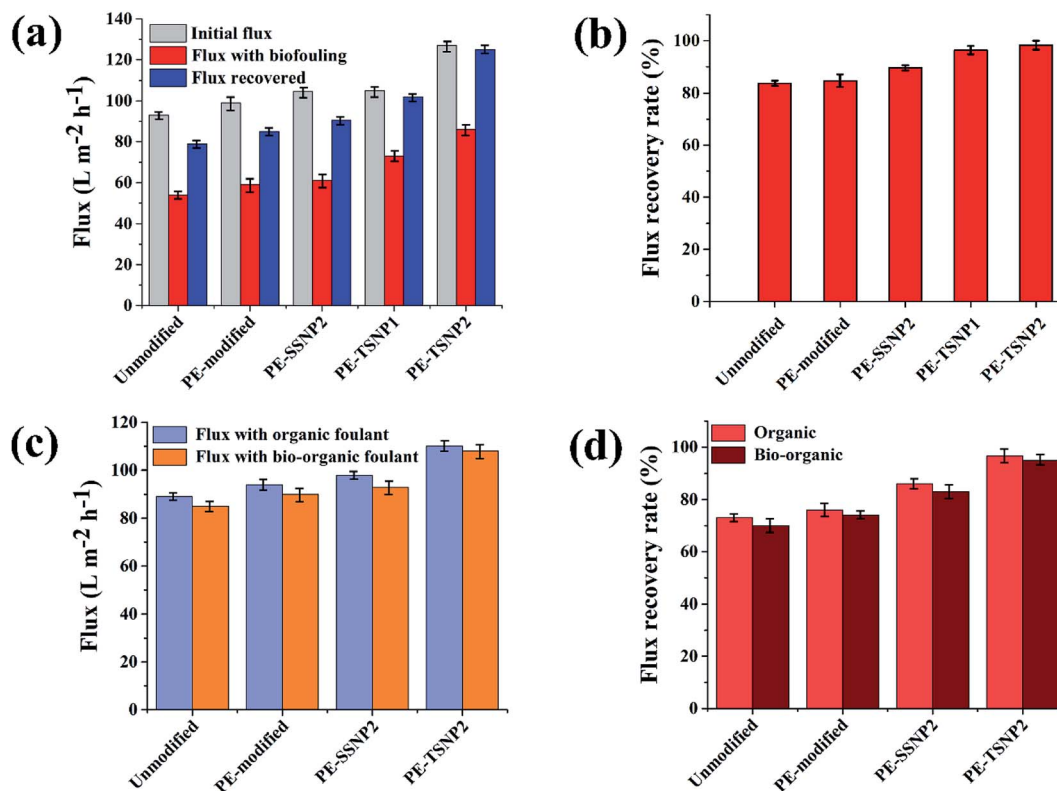 (a)
Initial flux
Flux with biofouling
Flux recovered
Flux (L m⁻² h⁻¹)
140
120
100
80
60
40
20
0
Unmodified
PE-modified
PE-SSNP2
PE-TSNP1
PE-TSNP2
(b)
Flux recovery rate (%)
100
80
60
40
20
0
Unmodified
PE-modified
PE-SSNP2
PE-TSNP1
PE-TSNP2
(c)
Flux with organic foulant
Flux with bio-organic foulant
Flux (L m⁻² h⁻¹)
120
100
80
60
40
20
0
Unmodified
PE-modified
PE-SSNP2
PE-TSNP2
(d)
Organic
Bio-organic
Flux recovery rate (%)
100
80
60
40
20
0
Unmodified
PE-modified
PE-SSNP2
PE-TSNP2